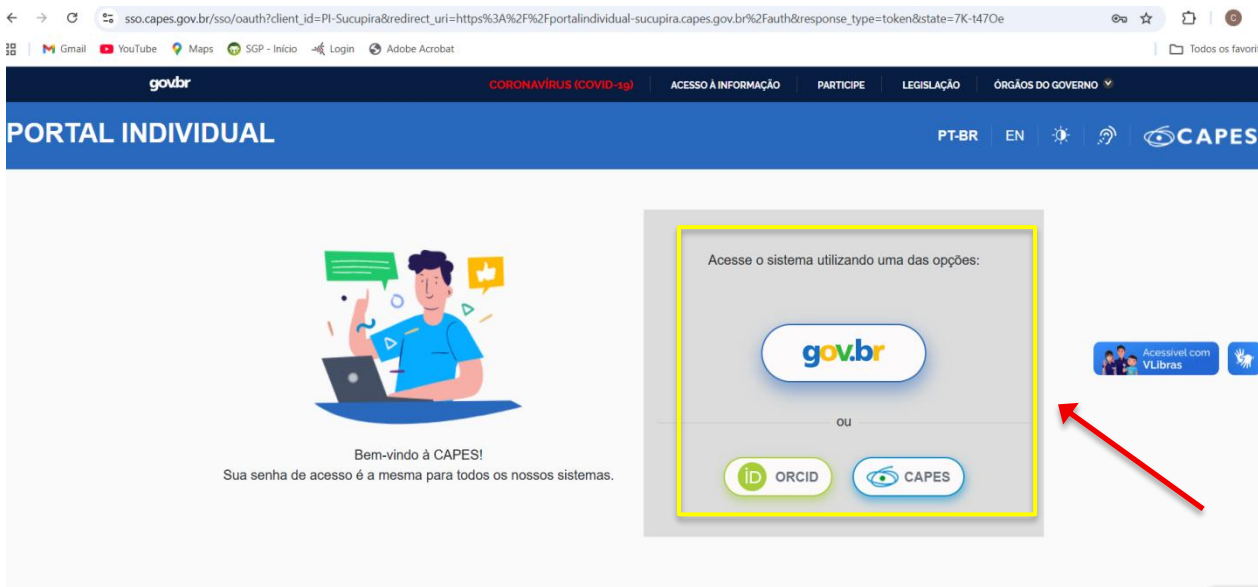 sso.capes.gov.br/sso/oauth?client_id=PI-Sucupira&redirect_uri=https%3A%2F%2Fportalindividual-sucupira.capes.gov.br%2Fauth&response_type=token&state=7K-t47Oe
C
Gmail YouTube Maps SGP - Início Login Adobe Acrobat Todos os favorit
gov.br CORONAVÍRUS (COVID-19) ACESSO À INFORMAÇÃO PARTICIPE LEGISLAÇÃO ÓRGÃOS DO GOVERNO
PORTAL INDIVIDUAL PT-BR EN CAPES
Acesse o sistema utilizando uma das opções:
gov.br
Acessível com
VLibras
ou
Bem-vindo à CAPES!
Sua senha de acesso é a mesma para todos os nossos sistemas.
iD ORCID CAPES